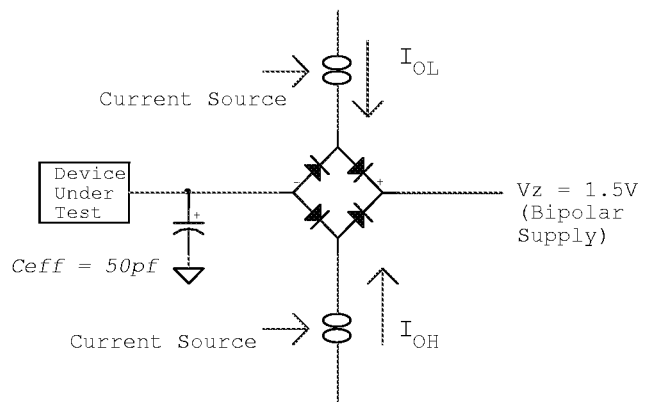 I_OL
Current Source
- +
Device
Under
Test
+
Vz = 1.5V
(Bipolar
Supply)
Ceff = 50pf
I_OH
Current Source